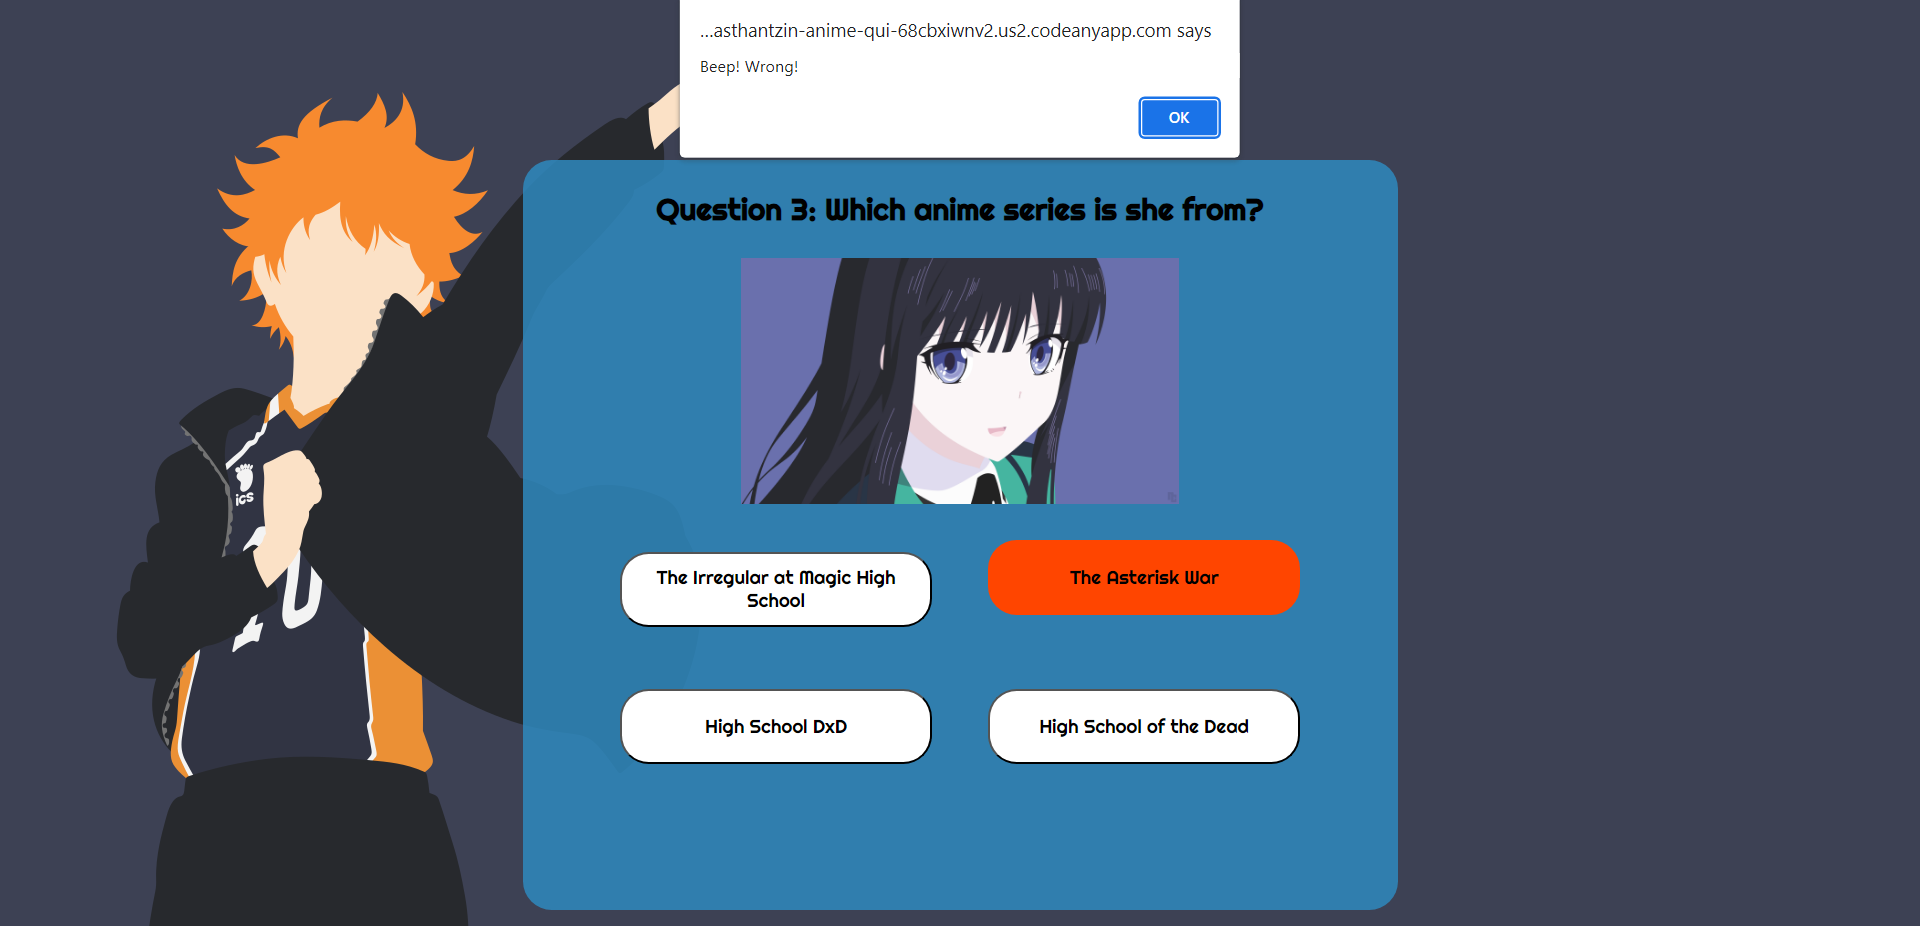 ...asthantzin-anime-qui-68cbxiwnv2.us2.codeanyapp.com says
Beep! Wrong!
OK
Question 3: Which anime series is she from?
ics
The Irregular at Magic High
School
The Asterisk War
High School DxD
High School of the Dead